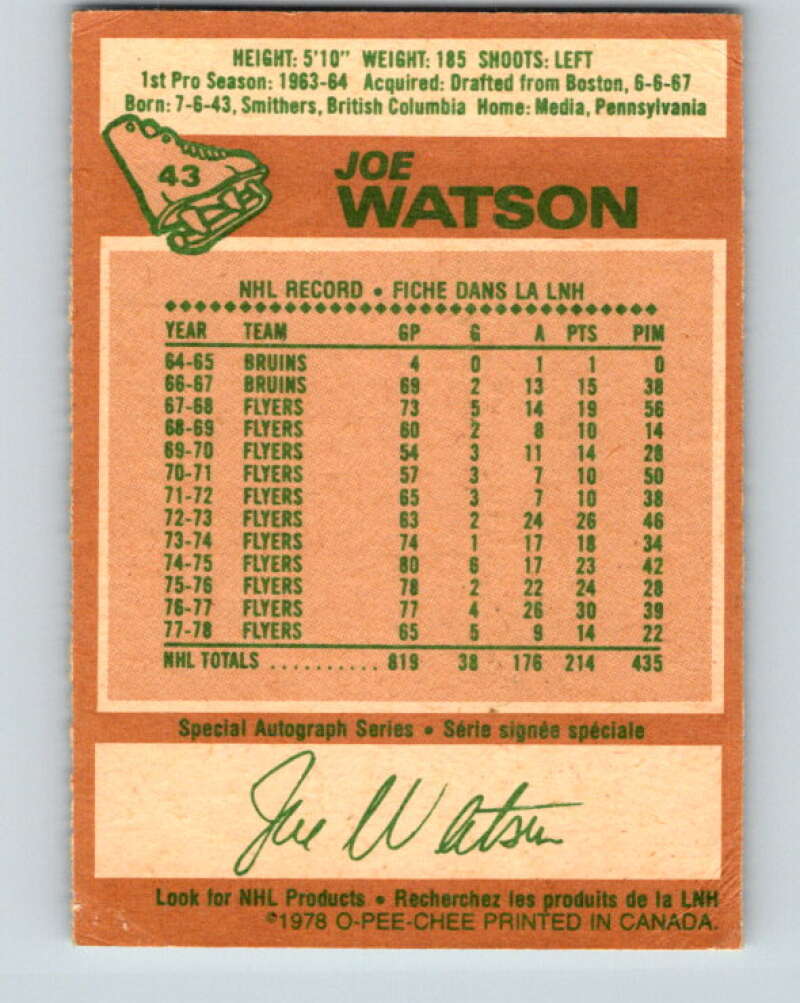 HEIGHT: 5'10" WEIGHT: 185 SHOOTS: LEFT
1st Pro Season: 1963-64 Acquired: Drafted from Boston, 6-6-67
Born: 7-6-43, Smithers, British Columbia Home: Media, Pennsylvania
43
JOE
WATSON
NHL RECORD • FICHE DANS LA LNH
YEAR TEAM GP G A PTS PIM
64-65 BRUINS 4 0 1 1 0
66-67 BRUINS 69 2 13 15 38
67-68 FLYERS 73 5 14 19 56
68-69 FLYERS 60 2 8 10 14
69-70 FLYERS 54 3 11 14 28
70-71 FLYERS 57 3 7 10 50
71-72 FLYERS 65 3 7 10 38
72-73 FLYERS 63 2 24 26 46
73-74 FLYERS 74 1 17 18 34
74-75 FLYERS 80 6 17 23 42
75-76 FLYERS 78 2 22 24 28
76-77 FLYERS 77 4 26 30 39
77-78 FLYERS 65 5 9 14 22
NHL TOTALS .......... 819 38 176 214 435
Special Autograph Series • Série signée spéciale
Joe Watson
Look for NHL Products • Recherchez les produits de la LNH
©1978 O-PEE-CHEE PRINTED IN CANADA.